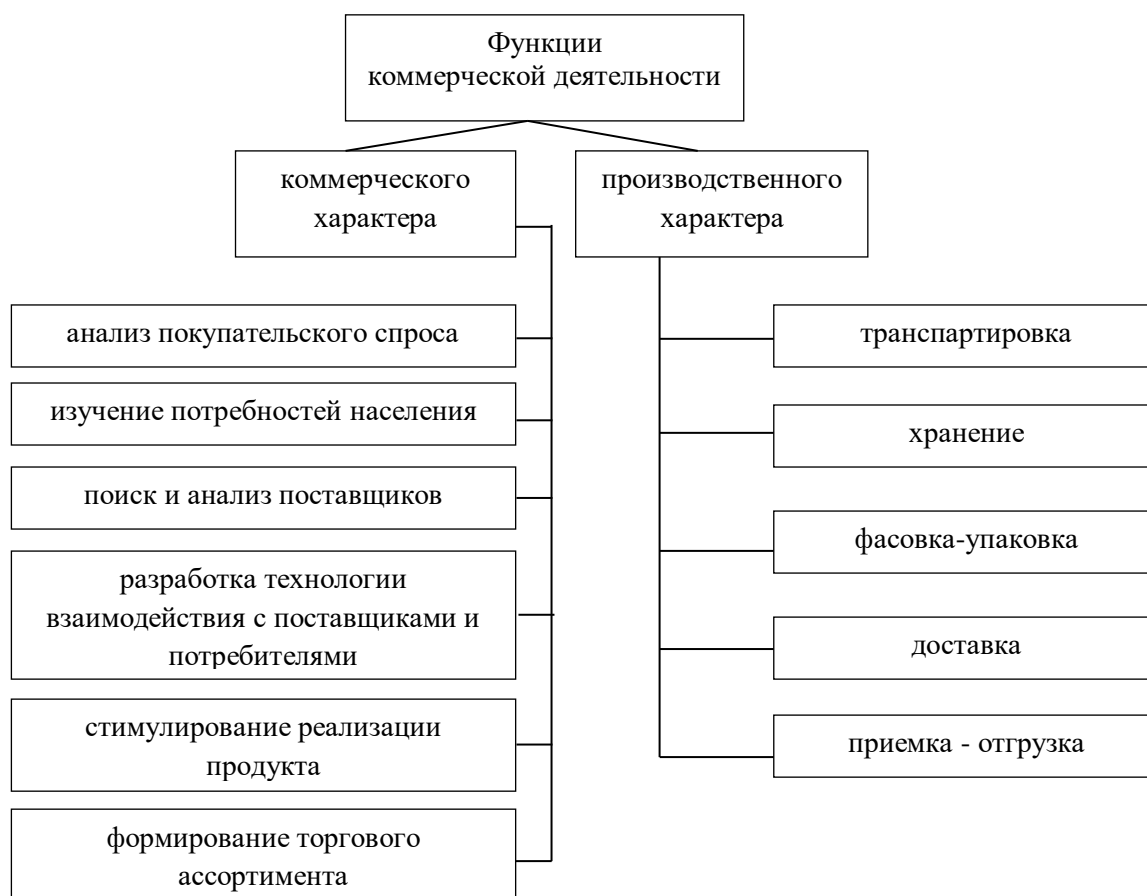 Функции
коммерческой деятельности
коммерческого
характера
производственного
характера
анализ покупательского спроса
изучение потребностей населения
поиск и анализ поставщиков
разработка технологии
взаимодействия с поставщиками и
потребителями
стимулирование реализации
продукта
формирование торгового
ассортимента
транспартировка
хранение
фасовка-упаковка
доставка
приемка - отгрузка